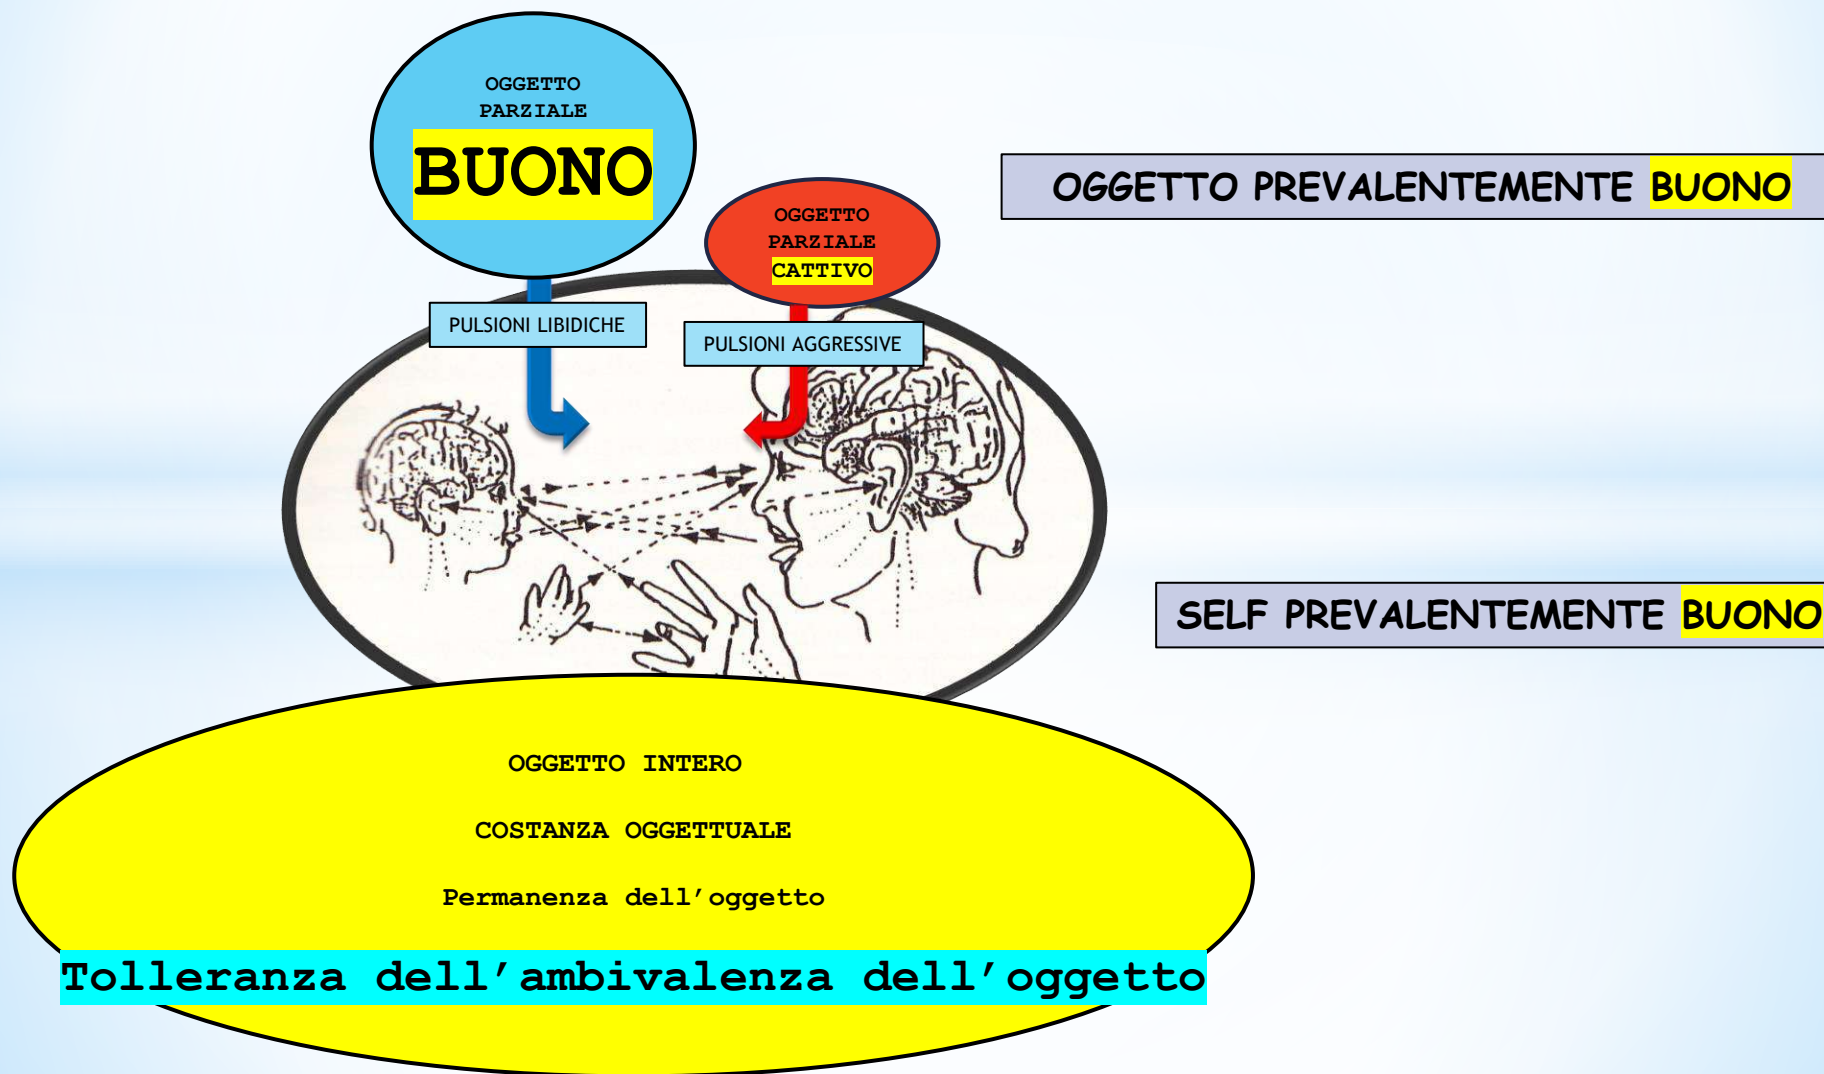 OGGETTO
PARZIALE
BUONO
OGGETTO
PARZIALE
CATTIVO
OGGETTO PREVALENTEMENTE BUONO
PULSIONI LIBIDICHE
PULSIONI AGGRESSIVE
SELF PREVALENTEMENTE BUONO
OGGETTO INTERO
COSTANZA OGGETTUALE
Permanenza dell’oggetto
Tolleranza dell’ambivalenza dell’oggetto